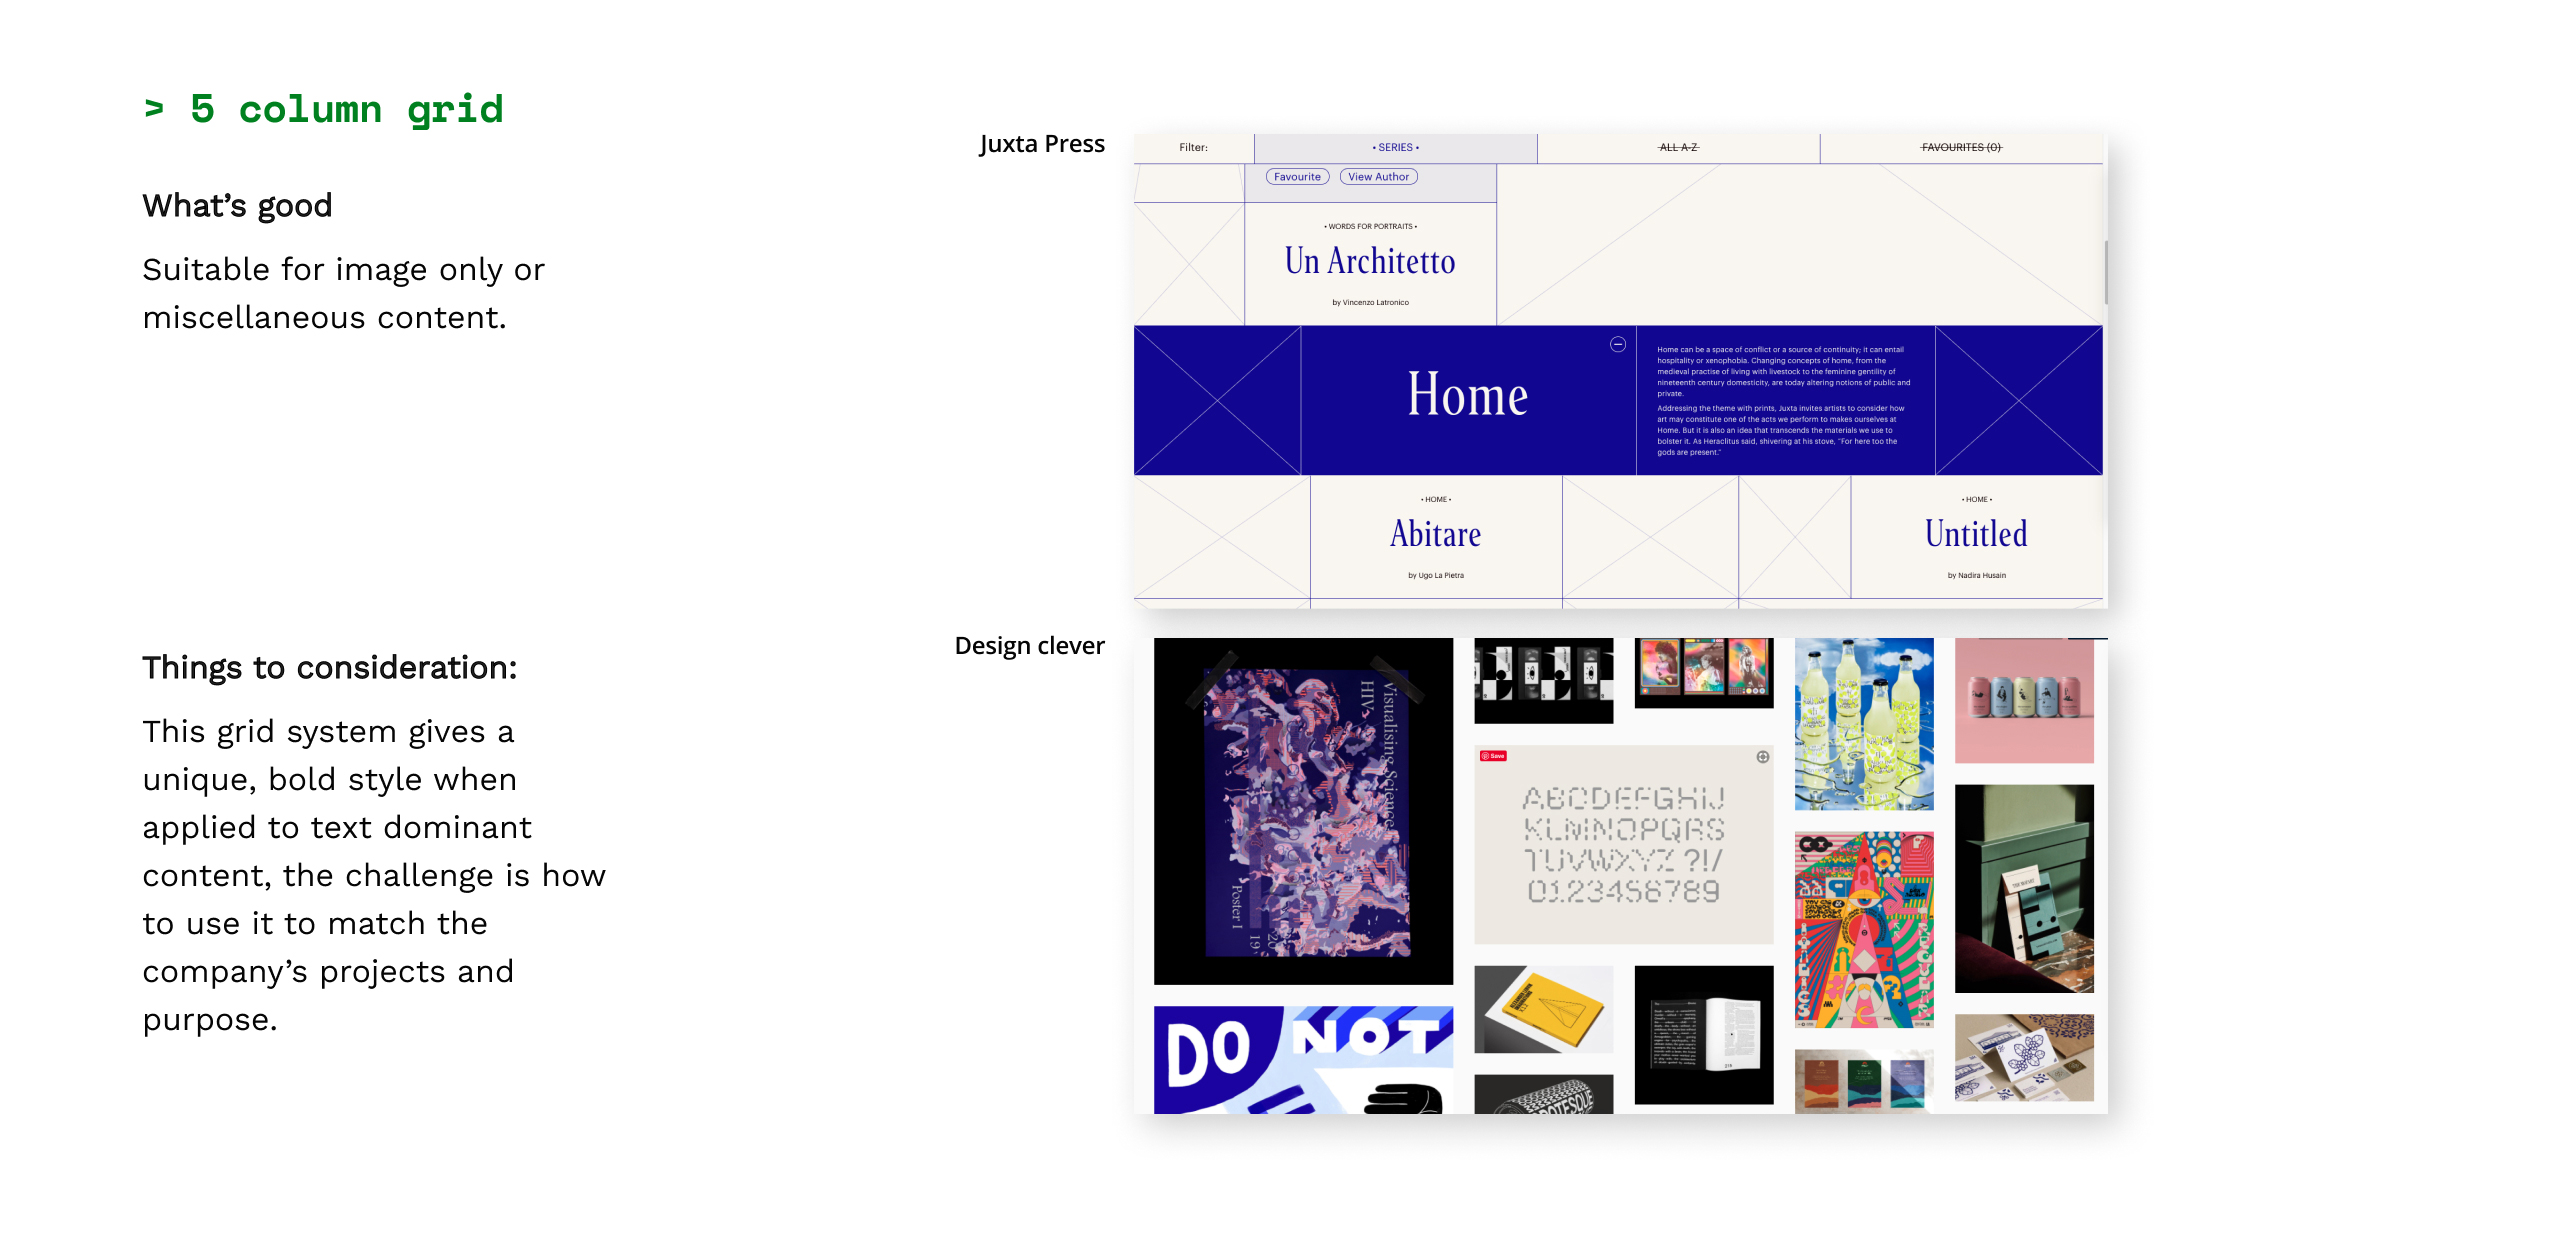 > 5 column grid
What’s good
Suitable for image only or
miscellaneous content.
Things to consideration:
This grid system gives a
unique, bold style when
applied to text dominant
content, the challenge is how
to use it to match the
company’s projects and
purpose.
Juxta Press
Filter:
• SERIES •
ALL A-Z
FAVOURITES (0)
Favourite
View Author
• WORDS FOR PORTRAITS •
Un Architetto
by Vincenzo Latronico
Home
Home can be a space of conflict or a source of continuity; it can entail
hospitality or xenophobia. Changing concepts of home, from the
medieval practise of living with livestock to the feminine gentility of
nineteenth century domesticity, are today altering notions of public and
private.
Addressing the theme with prints, Juxta invites artists to consider how
art may constitute one of the acts we perform to makes ourselves at
Home. But it is also an idea that transcends the materials we use to
bolster it. As Heraclitus said, shivering at his stove, “For here too the
gods are present.”
• HOME •
Abitare
by Ugo La Pietra
• HOME •
Untitled
by Nadira Husain
Design clever
Visualising Science
HIV
Poster 1
Save
ABCDEFGHIJ
KLMNOPQRS
TUVWXYZ ?!/
0123456789
DO NOT